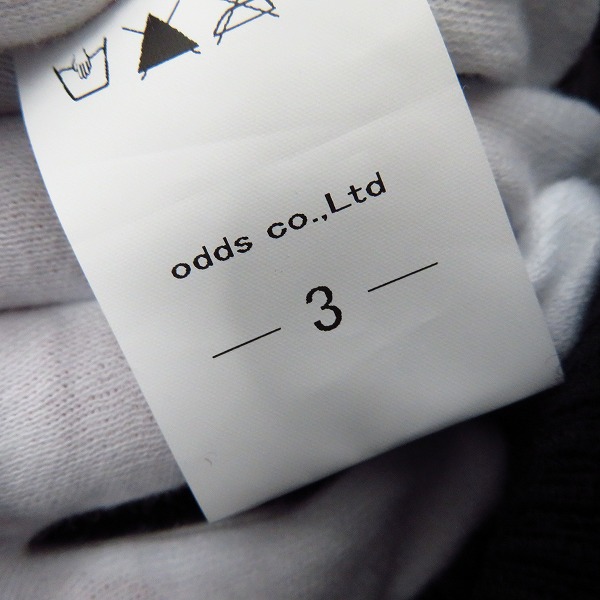 odds co.,Ltd
— 3 —